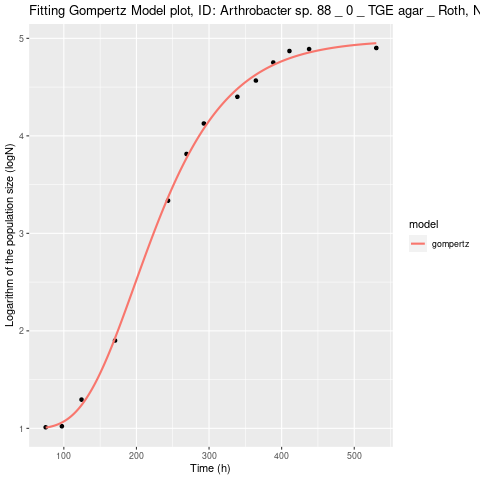 Fitting Gompertz Model plot, ID: Arthrobacter sp. 88 _ 0 _ TGE agar _ Roth, N
5
4
3
2
1
Logarithm of the population size (logN)
100 200 300 400 500
Time (h)
model
gompertz